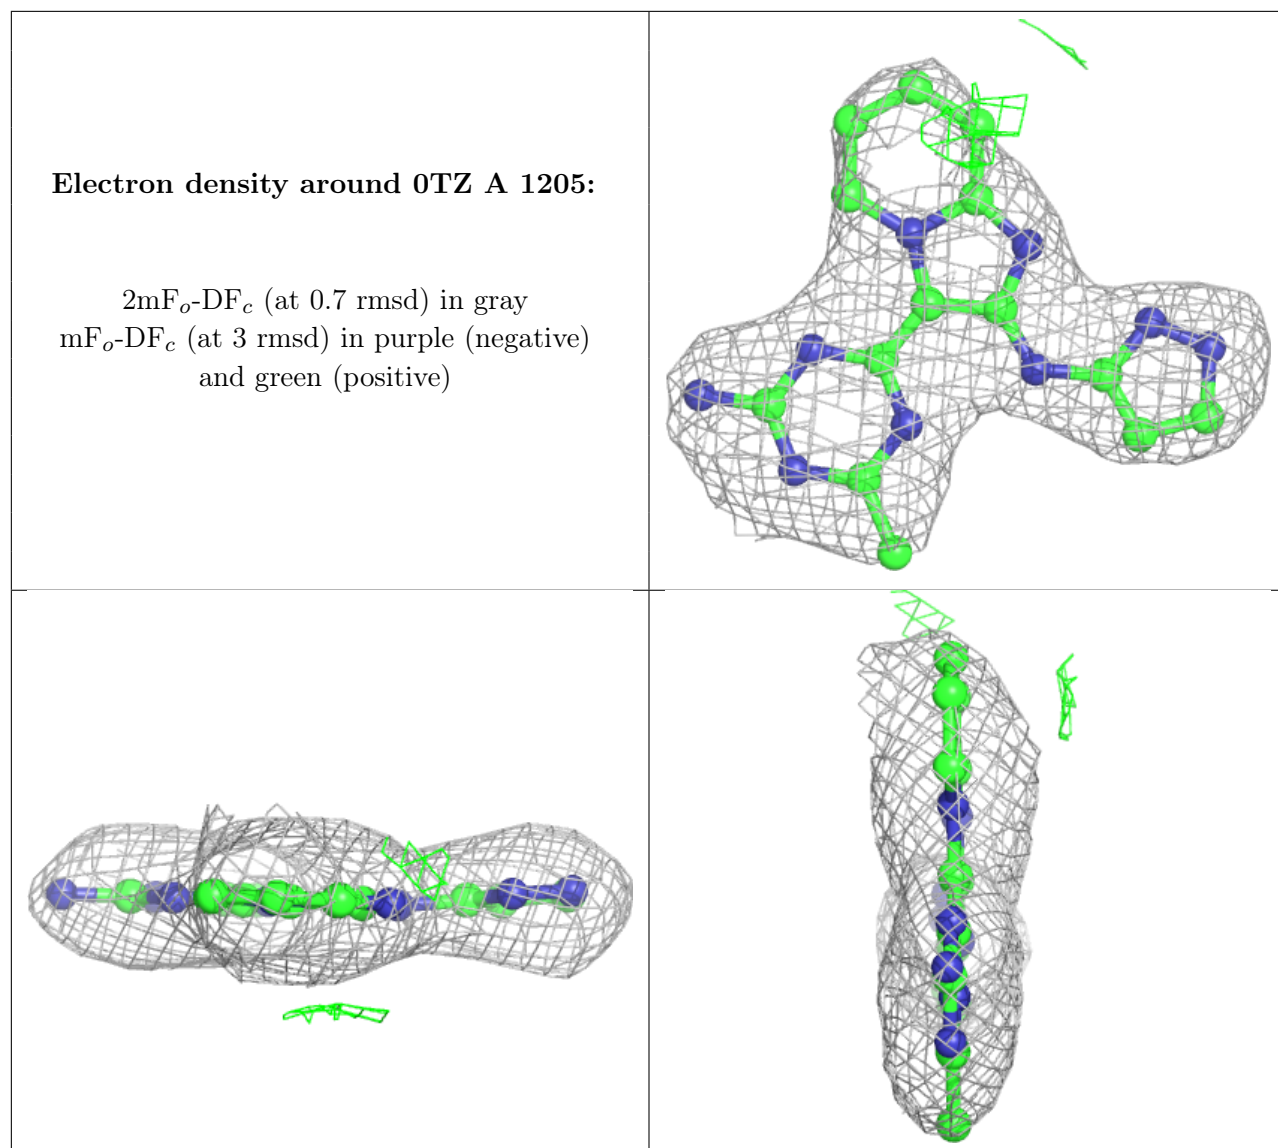 Electron density around 0TZ A 1205:
2mFₒ-DF𝒸 (at 0.7 rmsd) in gray
mFₒ-DF𝒸 (at 3 rmsd) in purple (negative)
and green (positive)